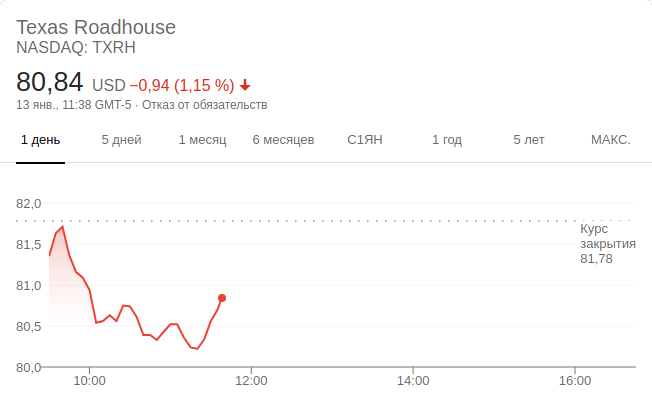 Texas Roadhouse
NASDAQ: TXRH
80,84 USD −0,94 (1,15 %)
13 янв., 11:38 GMT-5 · Отказ от обязательств
1 день 5 дней 1 месяц 6 месяцев С1ЯН 1 год 5 лет МАКС.
82,0
Курс
закрытия
81,78
81,5
81,0
80,5
80,0
10:00 12:00 14:00 16:00